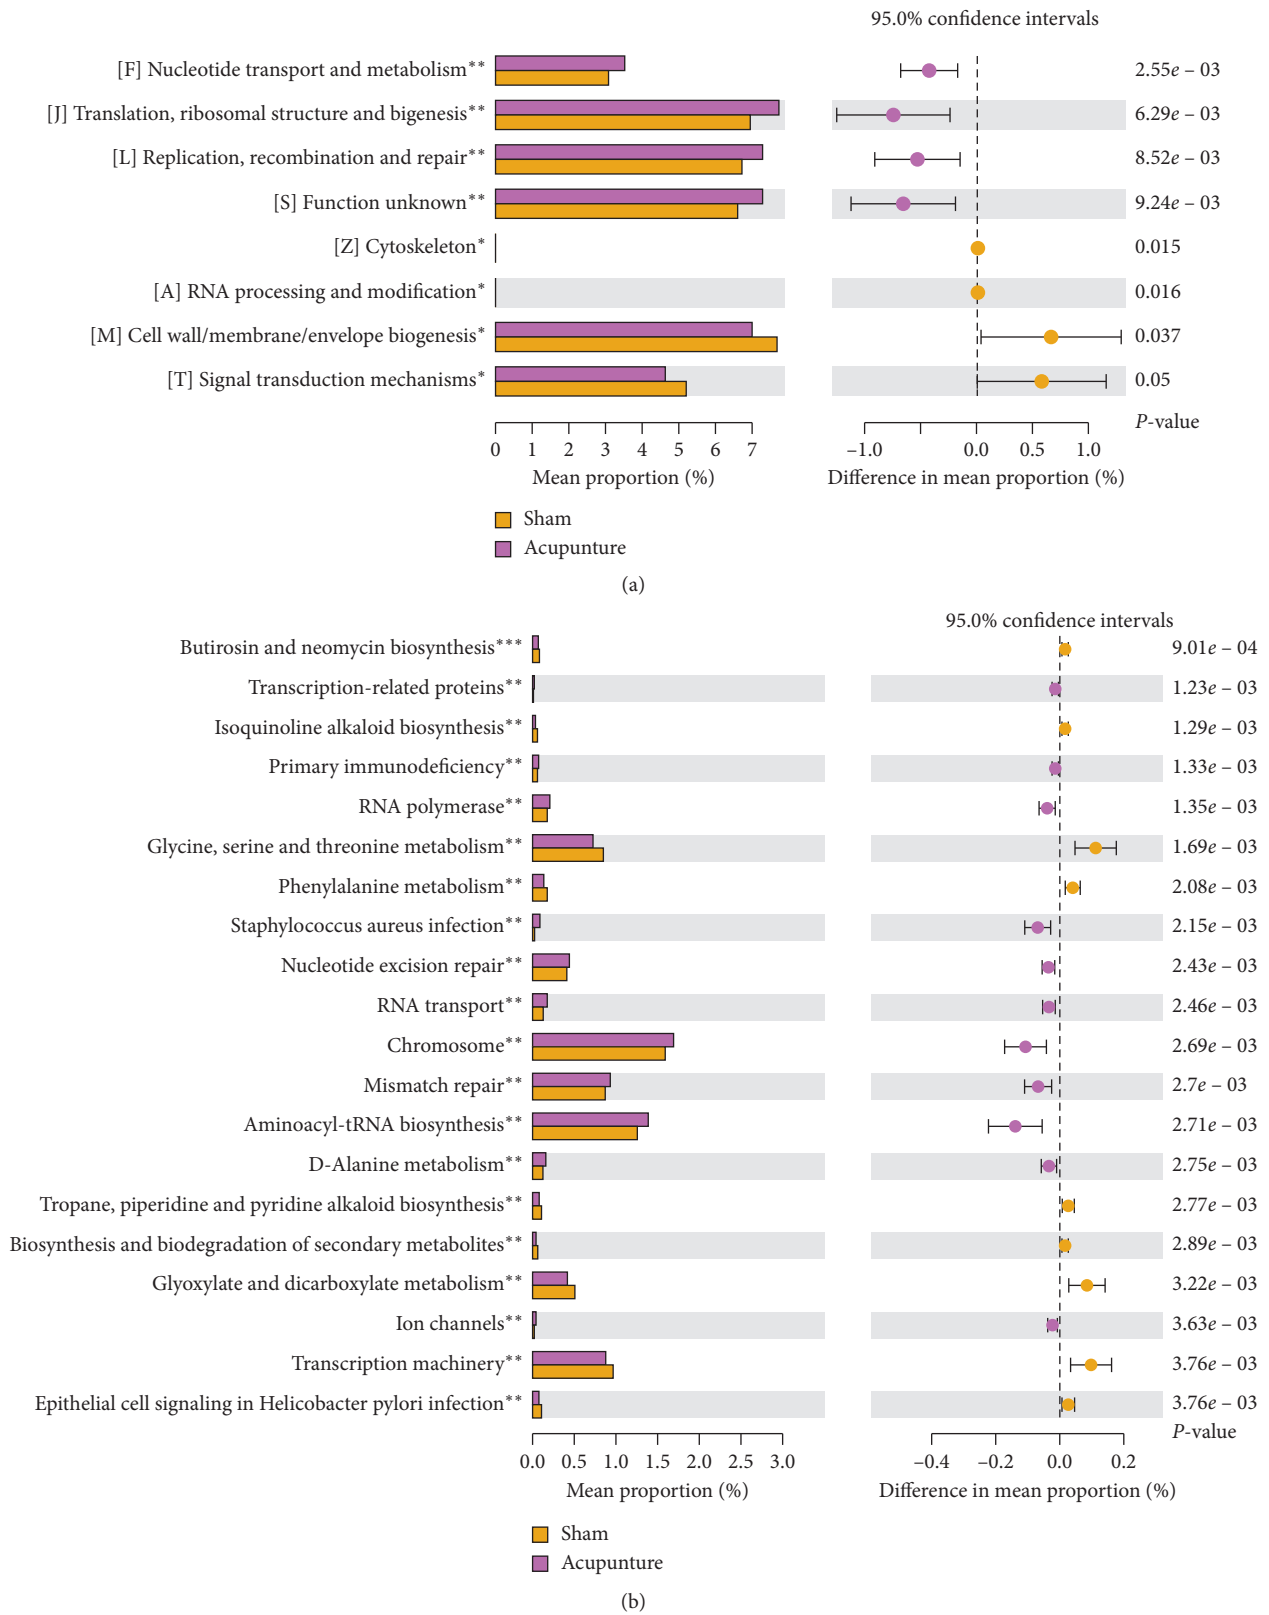 95.0% confidence intervals
[F] Nucleotide transport and metabolism** 2.55e – 03
[J] Translation, ribosomal structure and bigenesis** 6.29e – 03
[L] Replication, recombination and repair** 8.52e – 03
[S] Function unknown** 9.24e – 03
[Z] Cytoskeleton* 0.015
[A] RNA processing and modification* 0.016
[M] Cell wall/membrane/envelope biogenesis* 0.037
[T] Signal transduction mechanisms* 0.05
P-value
0 1 2 3 4 5 6 7 –1.0 0.0 0.5 1.0
Mean proportion (%) Difference in mean proportion (%)
Sham
Acupunture
(a)
95.0% confidence intervals
Butirosin and neomycin biosynthesis*** 9.01e – 04
Transcription-related proteins** 1.23e – 03
Isoquinoline alkaloid biosynthesis** 1.29e – 03
Primary immunodeficiency** 1.33e – 03
RNA polymerase** 1.35e – 03
Glycine, serine and threonine metabolism** 1.69e – 03
Phenylalanine metabolism** 2.08e – 03
Staphylococcus aureus infection** 2.15e – 03
Nucleotide excision repair** 2.43e – 03
RNA transport** 2.46e – 03
Chromosome** 2.69e – 03
Mismatch repair** 2.7e – 03
Aminoacyl-tRNA biosynthesis** 2.71e – 03
D-Alanine metabolism** 2.75e – 03
Tropane, piperidine and pyridine alkaloid biosynthesis** 2.77e – 03
Biosynthesis and biodegradation of secondary metabolites** 2.89e – 03
Glyoxylate and dicarboxylate metabolism** 3.22e – 03
Ion channels** 3.63e – 03
Transcription machinery** 3.76e – 03
Epithelial cell signaling in Helicobacter pylori infection** 3.76e – 03
P-value
0.0 0.5 1.0 1.5 2.0 2.5 3.0 –0.4 –0.2 0.0 0.2
Mean proportion (%) Difference in mean proportion (%)
Sham
Acupunture
(b)